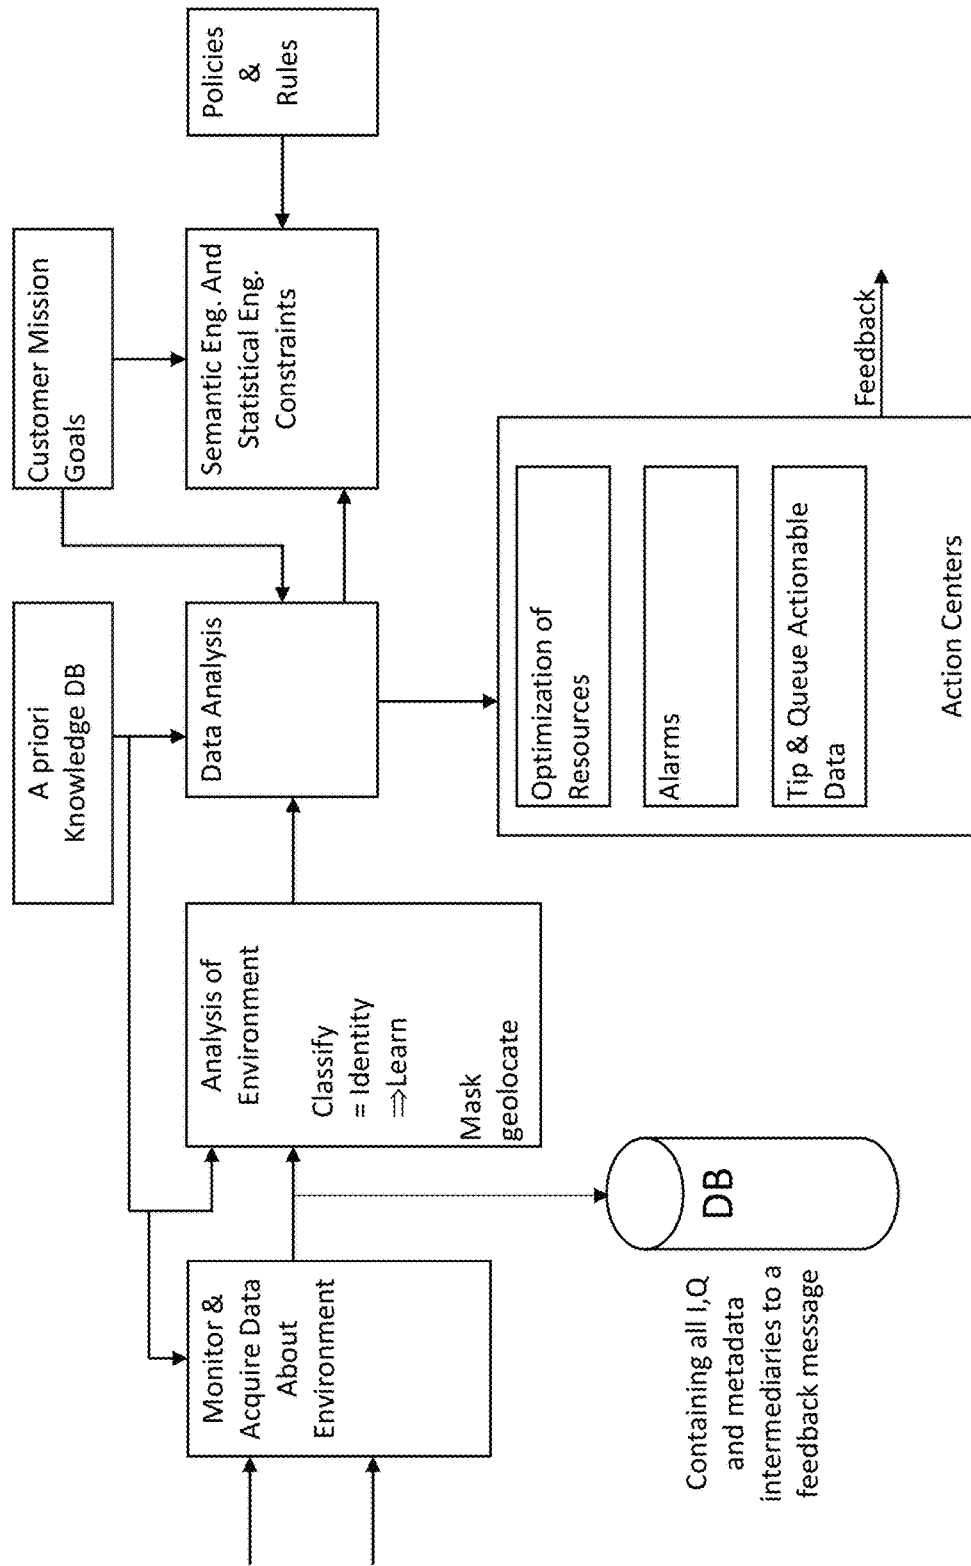 A priori
Knowledge DB
Customer Mission
Goals
Monitor &
Acquire Data
About
Environment
Analysis of
Environment
Classify
= Identity
⇒Learn
Mask
geolocate
Data Analysis
Semantic Eng. And
Statistical Eng.
Constraints
Policies
&
Rules
DB
Containing all I,Q
and metadata
intermediaries to a
feedback message
Optimization of
Resources
Alarms
Tip & Queue Actionable
Data
Action Centers
Feedback